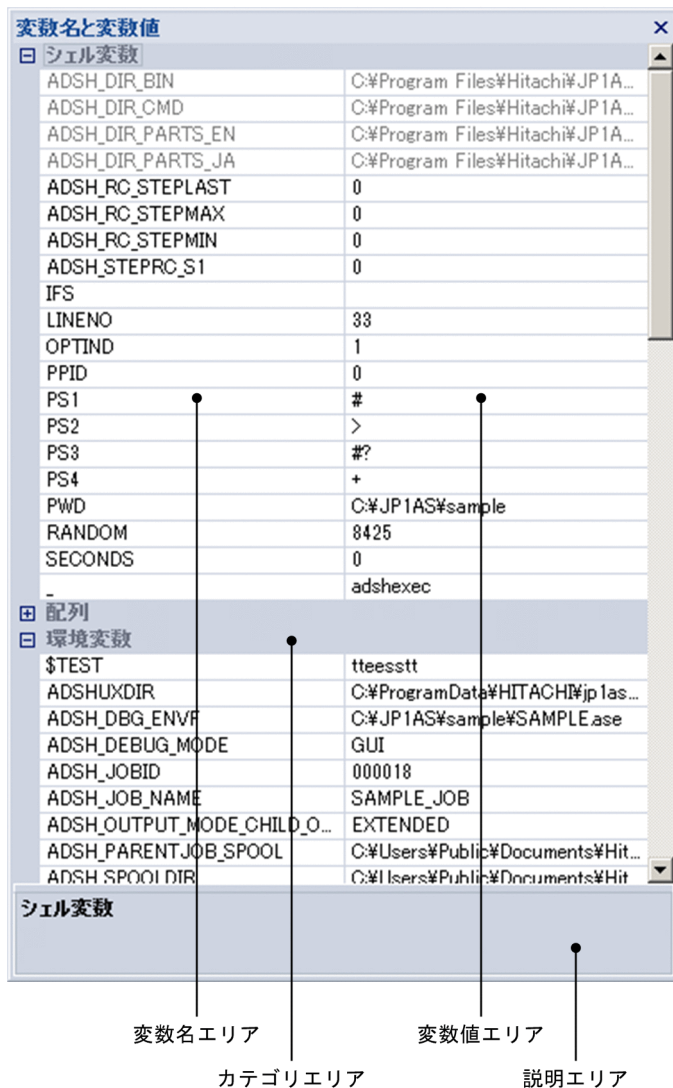 変数名と変数値
シェル変数
ADSH_DIR_BIN C:¥Program Files¥Hitachi¥JP1A...
ADSH_DIR_CMD C:¥Program Files¥Hitachi¥JP1A...
ADSH_DIR_PARTS_EN C:¥Program Files¥Hitachi¥JP1A...
ADSH_DIR_PARTS_JA C:¥Program Files¥Hitachi¥JP1A...
ADSH_RC_STEPLAST 0
ADSH_RC_STEPMAX 0
ADSH_RC_STEPMIN 0
ADSH_STEPRC_S1 0
IFS
LINENO 33
OPTIND 1
PPID 0
PS1 #
PS2 >
PS3 #?
PS4 +
PWD C:¥JP1AS¥sample
RANDOM 8425
SECONDS 0
_ adshexec
配列
環境変数
$TEST tteesstt
ADSHUXDIR C:¥ProgramData¥HITACHI¥jp1as...
ADSH_DBG_ENVF C:¥JP1AS¥sample¥SAMPLE.ase
ADSH_DEBUG_MODE GUI
ADSH_JOBID 000018
ADSH_JOB_NAME SAMPLE_JOB
ADSH_OUTPUT_MODE_CHILD_O... EXTENDED
ADSH_PARENTJOB_SPOOL C:¥Users¥Public¥Documents¥Hit...
ADSH_SPOOLDIR C:¥Users¥Public¥Documents¥Hit
シェル変数
変数名エリア 変数値エリア
カテゴリエリア 説明エリア